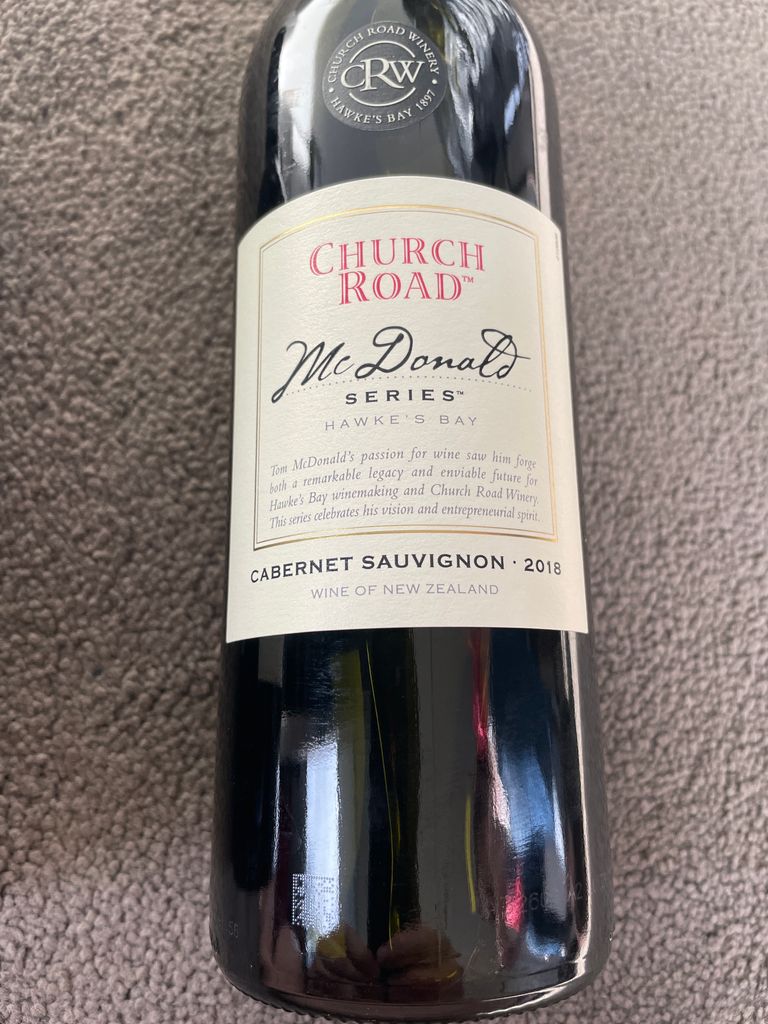 CHURCH ROAD WINERY
CRW
HAWKE'S BAY 1897
CHURCH
ROAD™
McDonald
SERIES™
HAWKE'S BAY
Tom McDonald's passion for wine saw him forge
both a remarkable legacy and enviable future for
Hawke's Bay winemaking and Church Road Winery.
This series celebrates his vision and entrepreneurial spirit.
CABERNET SAUVIGNON · 2018
WINE OF NEW ZEALAND